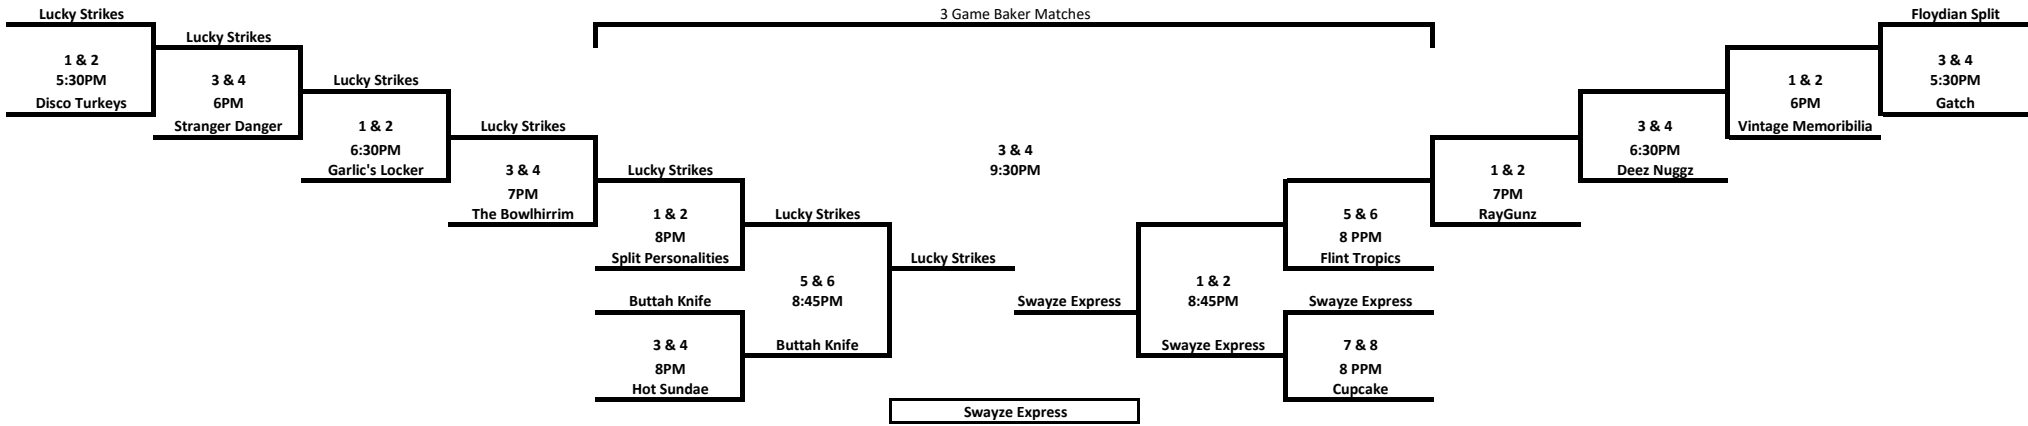 Lucky Strikes
1 & 2
5:30PM
Disco Turkeys
Lucky Strikes
3 & 4
6PM
Stranger Danger
Lucky Strikes
1 & 2
6:30PM
Garlic's Locker
Lucky Strikes
3 & 4
7PM
The Bowlhirrim
3 Game Baker Matches
Lucky Strikes
1 & 2
8PM
Split Personalities
Buttah Knife
3 & 4
8PM
Hot Sundae
Lucky Strikes
5 & 6
8:45PM
Buttah Knife
Lucky Strikes
3 & 4
9:30PM
Swayze Express
Swayze Express
1 & 2
8:45PM
Swayze Express
5 & 6
8 PPM
Flint Tropics
Swayze Express
7 & 8
8 PPM
Cupcake
1 & 2
7PM
RayGunz
3 & 4
6:30PM
Deez Nuggz
1 & 2
6PM
Vintage Memoribilia
Floydian Split
3 & 4
5:30PM
Gatch